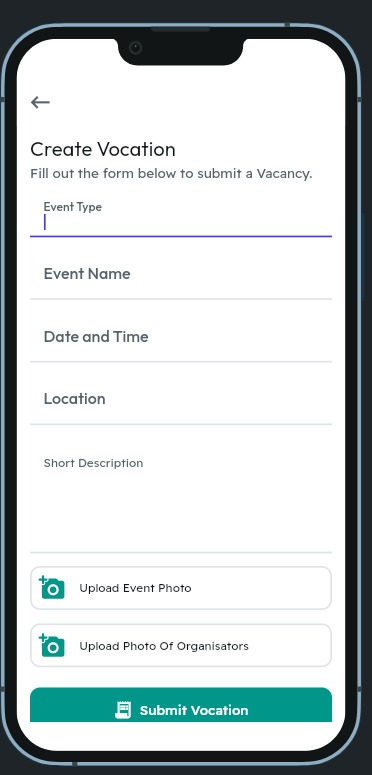 Create Vocation
Fill out the form below to submit a Vacancy.
Event Type
Event Name
Date and Time
Location
Short Description
Upload Event Photo
Upload Photo Of Organisators
Submit Vocation